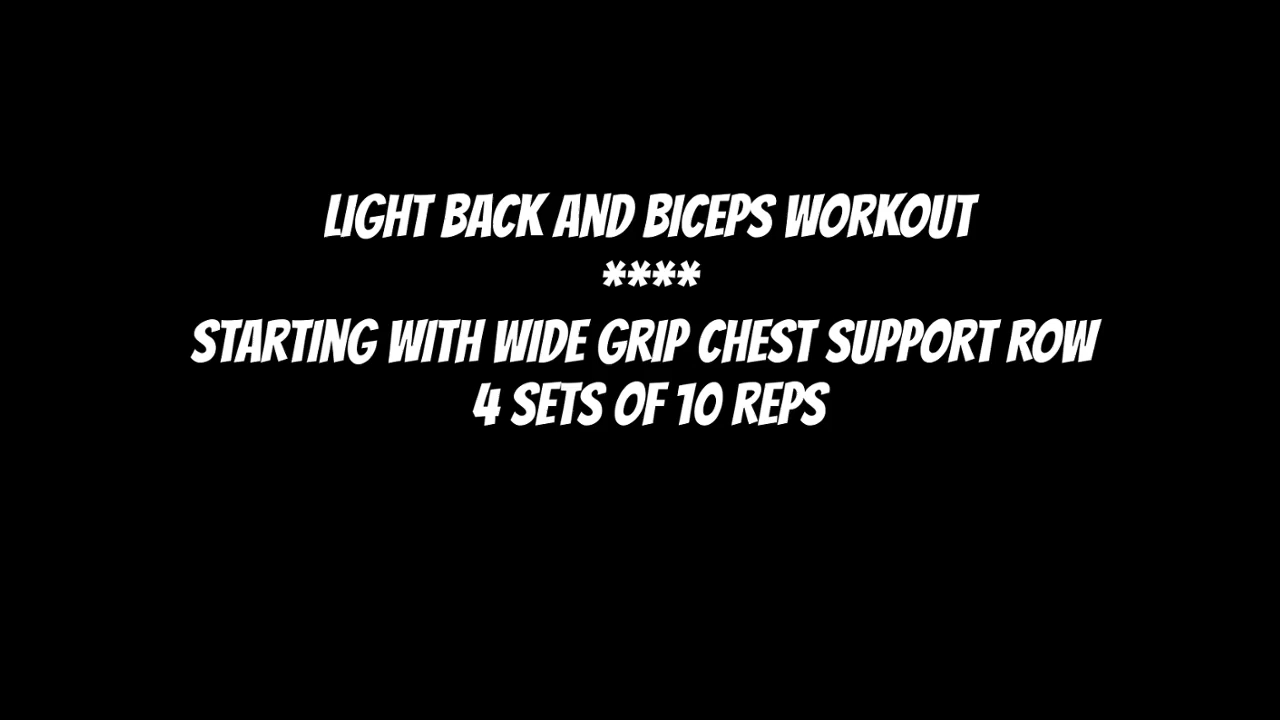 LIGHT BACK AND BICEPS WORKOUT
****
STARTING WITH WIDE GRIP CHEST SUPPORT ROW
4 SETS OF 10 REPS